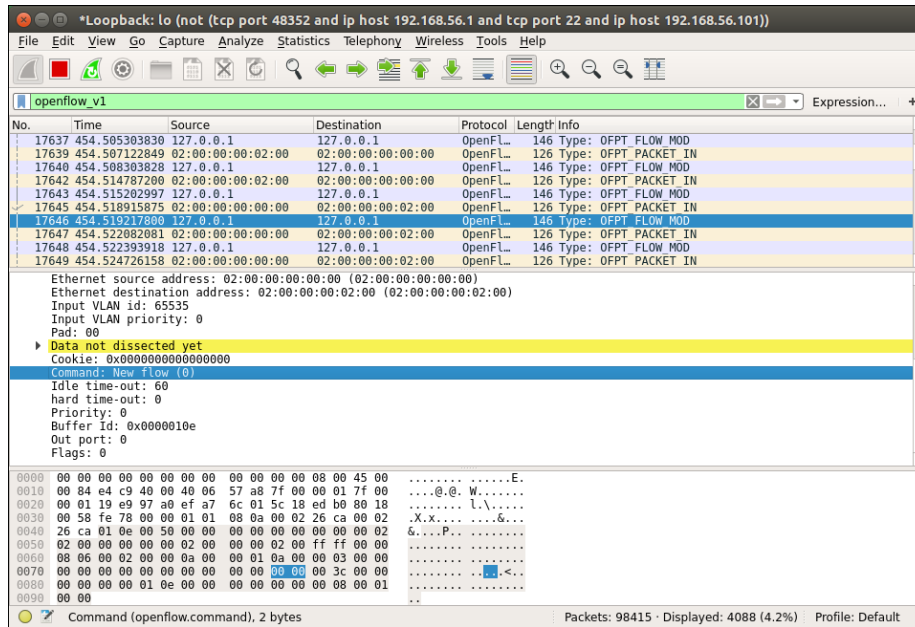 *Loopback: lo (not (tcp port 48352 and ip host 192.168.56.1 and tcp port 22 and ip host 192.168.56.101))
File Edit View Go Capture Analyze Statistics Telephony Wireless Tools Help
openflow_v1 Expression... +
No. Time Source Destination Protocol Length Info
17637 454.505303830 127.0.0.1 127.0.0.1 OpenFl… 146 Type: OFPT_FLOW_MOD
17639 454.507122849 02:00:00:00:02:00 02:00:00:00:00:00 OpenFl… 126 Type: OFPT_PACKET_IN
17640 454.508303828 127.0.0.1 127.0.0.1 OpenFl… 146 Type: OFPT_FLOW_MOD
17642 454.514787200 02:00:00:00:02:00 02:00:00:00:00:00 OpenFl… 126 Type: OFPT_PACKET_IN
17643 454.515202997 127.0.0.1 127.0.0.1 OpenFl… 146 Type: OFPT_FLOW_MOD
17645 454.518915875 02:00:00:00:00:00 02:00:00:00:02:00 OpenFl… 126 Type: OFPT_PACKET_IN
17646 454.519217800 127.0.0.1 127.0.0.1 OpenFl… 146 Type: OFPT_FLOW_MOD
17647 454.522082081 02:00:00:00:00:00 02:00:00:00:02:00 OpenFl… 126 Type: OFPT_PACKET_IN
17648 454.522393918 127.0.0.1 127.0.0.1 OpenFl… 146 Type: OFPT_FLOW_MOD
17649 454.524726158 02:00:00:00:00:00 02:00:00:00:02:00 OpenFl… 126 Type: OFPT_PACKET_IN
Ethernet source address: 02:00:00:00:00:00 (02:00:00:00:00:00)
Ethernet destination address: 02:00:00:00:02:00 (02:00:00:00:02:00)
Input VLAN id: 65535
Input VLAN priority: 0
Pad: 00
Data not dissected yet
Cookie: 0x0000000000000000
Command: New flow (0)
Idle time-out: 60
hard time-out: 0
Priority: 0
Buffer Id: 0x0000010e
Out port: 0
Flags: 0
0000 00 00 00 00 00 00 00 00 00 00 00 00 08 00 45 00 ........ ......E.
0010 00 84 e4 c9 40 00 40 06 57 a8 7f 00 00 01 7f 00 ....@.@. W.......
0020 00 01 19 e9 97 a0 ef a7 6c 01 5c 18 ed b0 80 18 ........ l.\.....
0030 00 58 fe 78 00 00 01 01 08 0a 00 02 26 ca 00 02 .X.x.... ....&...
0040 26 ca 01 0e 00 50 00 00 00 00 00 00 00 00 00 02 &....P.. ........
0050 02 00 00 00 00 00 02 00 00 00 02 00 ff ff 00 00 ........ ........
0060 08 06 00 02 00 00 0a 00 00 01 0a 00 00 03 00 00 ........ ........
0070 00 00 00 00 00 00 00 00 00 00 00 00 00 3c 00 00 ........ .....<..
0080 00 00 00 00 01 0e 00 00 00 00 00 00 00 08 00 01 ........ ........
0090 00 00 ..
Command (openflow.command), 2 bytes Packets: 98415 · Displayed: 4088 (4.2%) Profile: Default